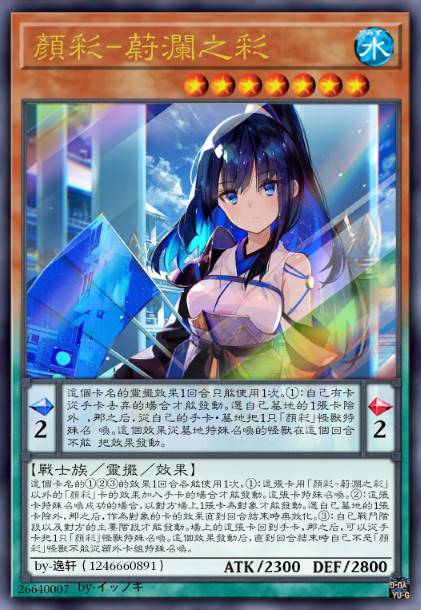 顏彩-蔚瀾之彩
水
這個卡名的靈擺效果1回合只能使用1次。①:自己有卡
從手卡丟弃的場合才能發動。選自己墓地的1張卡除
外，那之后，從自已的手卡・墓地把1只「顏彩」怪獸特
殊召喚。這個效果從墓地特殊召喚的怪獸在這個回合
不能 把效果發動。
2
2
【戰士族／靈擺／效果】
這個卡名的①②③的效果1回合各能使用1次。①:這張卡用「顏彩-蔚瀾之彩」
以外的「顏彩」卡的效果加入手卡的場合才能發動。這張卡特殊召喚。②:這張
卡特殊召喚成功的場合，以對方場上1張卡為對象才能發動。選自己墓地的1張
卡除外，那之后，作為對象的卡的效果直到回合結束時無效化。③:自己戰鬥階
段以及對方的主要階段才能發動。場上的這張卡回到手卡，那之后，可以從手
卡把1只「顏彩」怪獸特殊召喚。這個效果發動后，直到回合結束時自己不是「顏
彩」怪獸不能從額外卡組特殊召喚。
by-逸轩 ( 1246660891 )
ATK/2300 DEF/2800
26640007 by-イップキ